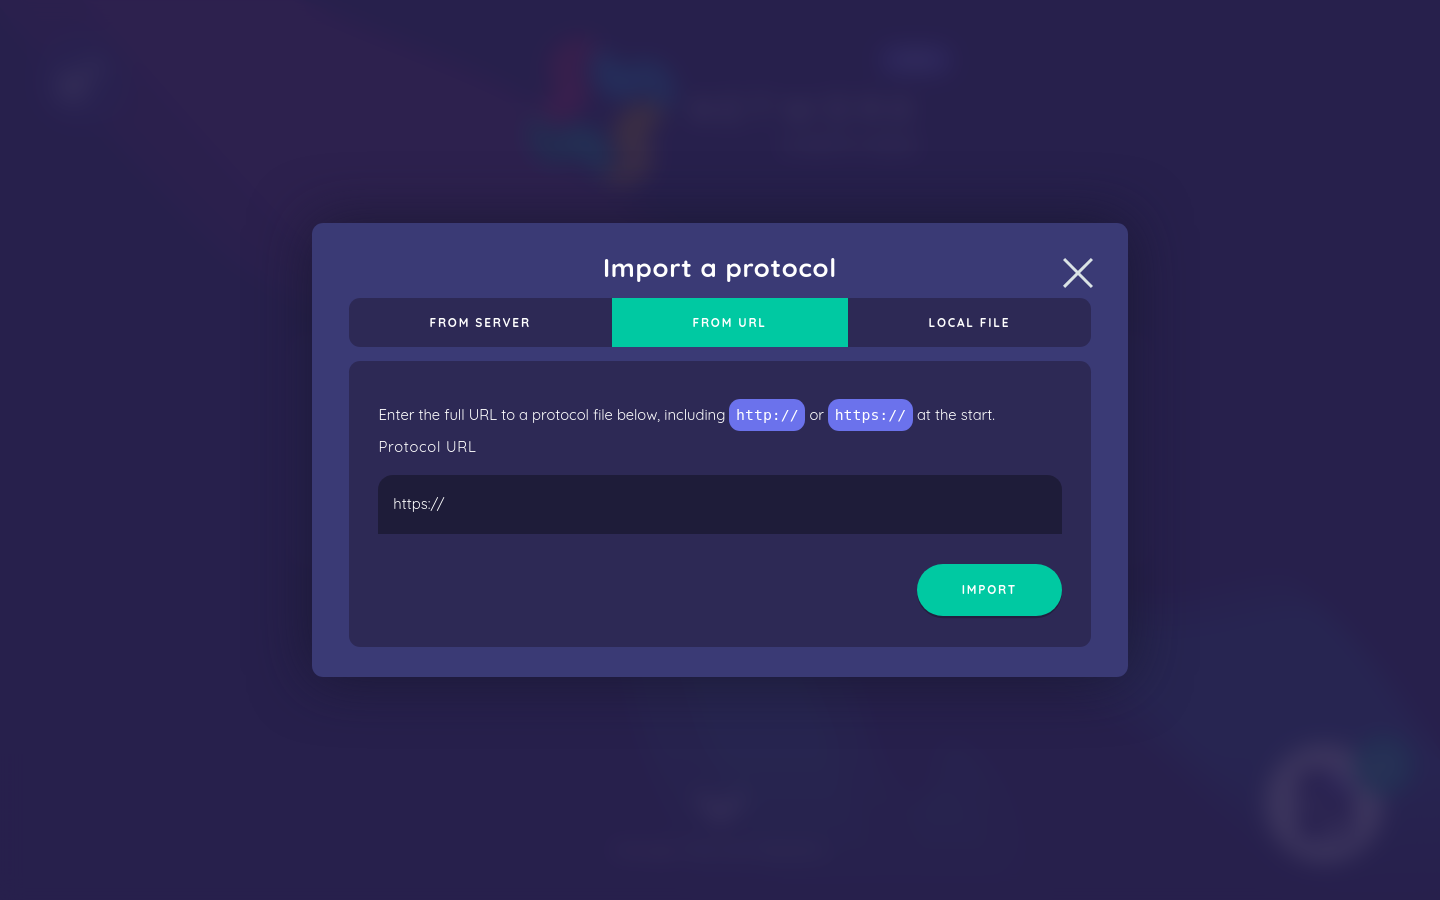 Import a protocol
FROM SERVER
FROM URL
LOCAL FILE
Enter the full URL to a protocol file below, including http:// or https:// at the start.
Protocol URL
https://
IMPORT